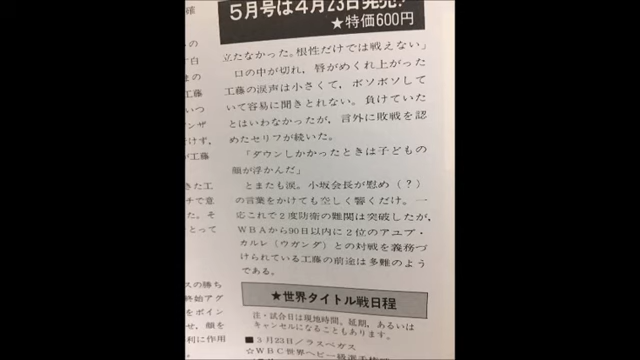 5月号は4月23日発売!
★特価600円
立たなかった。根性だけでは戦えない」
口の中が切れ、唇がめくれ上がった
工藤の涙声は小さくて、ボソボソして
いて容易に聞きとれない。負けていた
とはいわなかったが、言外に敗戦を認
めたセリフが続いた。
「ダウンしかかったときは子どもの
顔が浮かんだ」
とまたも涙。小坂会長が慰め(?)
の言葉をかけても空しく響くだけ。一
応これで2度防衛の難関は突破したが、
WBAから90日以内に2位のアユブ・
カルレ(ウガンダ)との対戦を義務づ
けられている工藤の前途は多難のよう
である。
★世界タイトル戦日程
注・試合日は現地時間。延期、あるいは
キャンセルになることもあります。
■3月23日/ラスベガス
☆WBC世界ヘビー級選手権